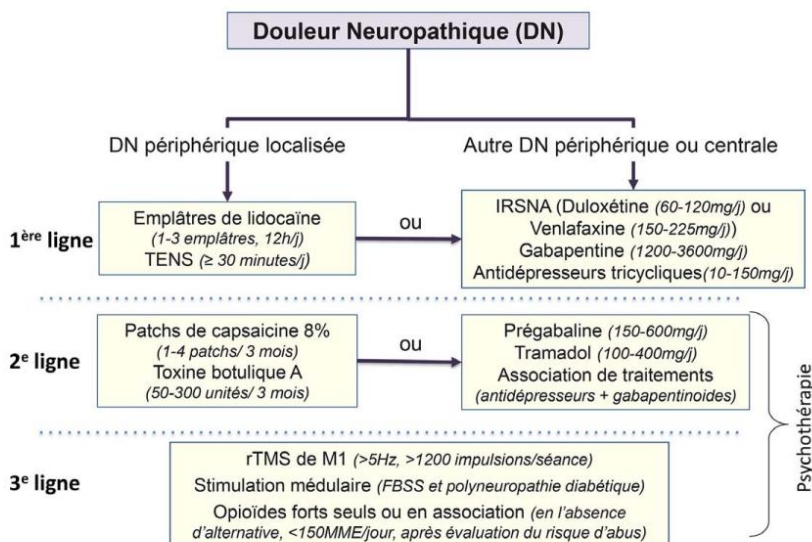 Douleur Neuropathique (DN)
DN périphérique localisée
Autre DN périphérique ou centrale
1ère ligne
Emplâtres de lidocaïne
(1-3 emplâtres, 12h/j)
TENS (≥ 30 minutes/j)
ou
IRSNA (Duloxétine (60-120mg/j) ou
Venlafaxine (150-225mg/j))
Gabapentine (1200-3600mg/j)
Antidépresseurs tricycliques(10-150mg/j)
2e ligne
Patchs de capsaicine 8%
(1-4 patchs/ 3 mois)
Toxine botulique A
(50-300 unités/ 3 mois)
ou
Prégabaline (150-600mg/j)
Tramadol (100-400mg/j)
Association de traitements
(antidépresseurs + gabapentinoides)
Psychothérapie
3e ligne
rTMS de M1 (>5Hz, >1200 impulsions/séance)
Stimulation médulaire (FBSS et polyneuropathie diabétique)
Opioïdes forts seuls ou en association (en l'absence
d'alternative, <150MME/jour, après évaluation du risque d'abus)